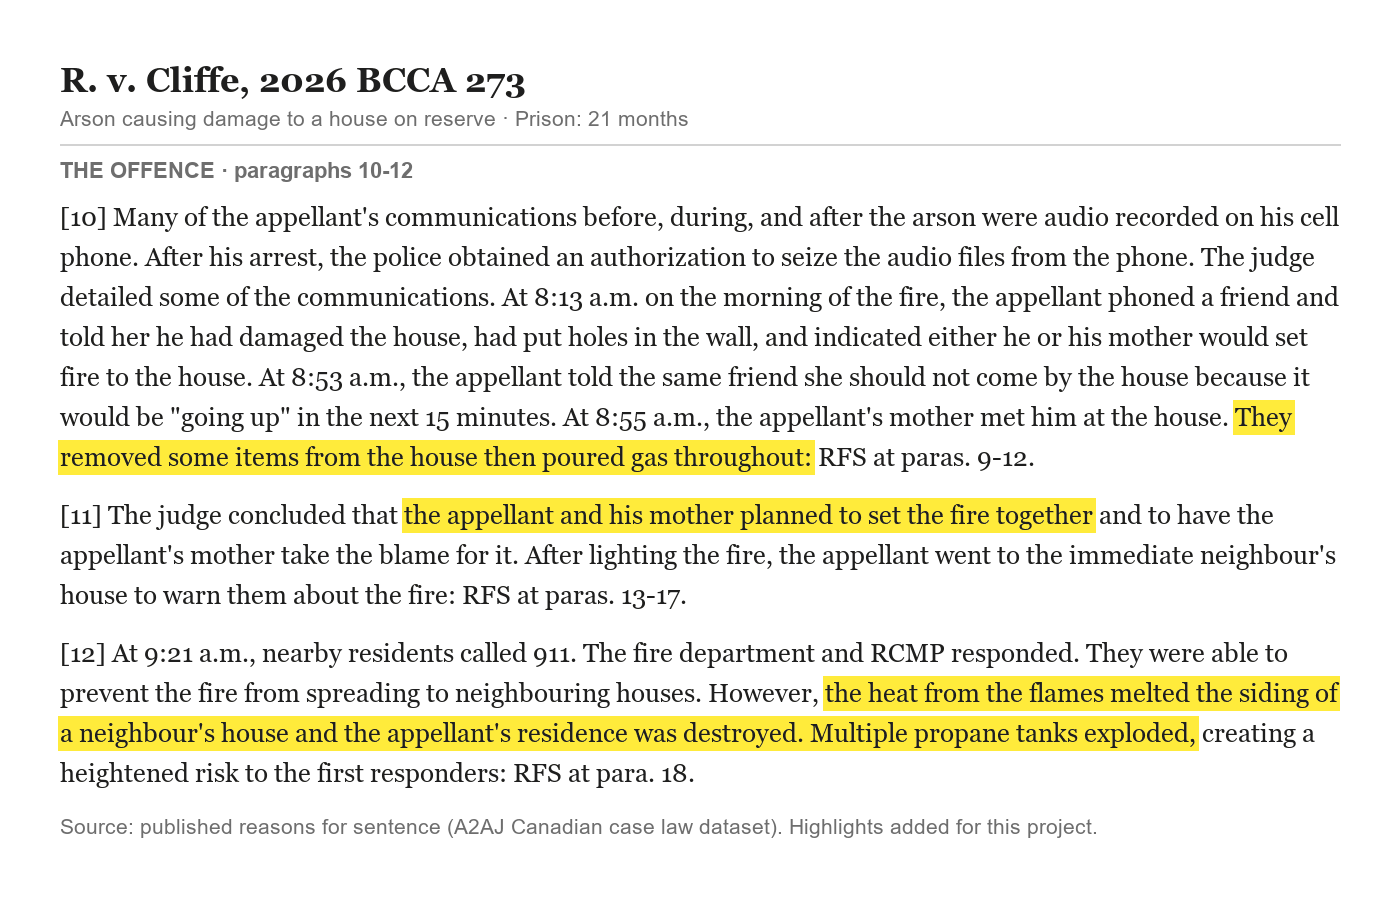 R. v. Cliffe, 2026 BCCA 273
Arson causing damage to a house on reserve · Prison: 21 months
THE OFFENCE · paragraphs 10-12
[10] Many of the appellant's communications before, during, and after the arson were audio recorded on his cell
phone. After his arrest, the police obtained an authorization to seize the audio files from the phone. The judge
detailed some of the communications. At 8:13 a.m. on the morning of the fire, the appellant phoned a friend and
told her he had damaged the house, had put holes in the wall, and indicated either he or his mother would set
fire to the house. At 8:53 a.m., the appellant told the same friend she should not come by the house because it
would be "going up" in the next 15 minutes. At 8:55 a.m., the appellant's mother met him at the house. They
removed some items from the house then poured gas throughout: RFS at paras. 9-12.
[11] The judge concluded that the appellant and his mother planned to set the fire together and to have the
appellant's mother take the blame for it. After lighting the fire, the appellant went to the immediate neighbour's
house to warn them about the fire: RFS at paras. 13-17.
[12] At 9:21 a.m., nearby residents called 911. The fire department and RCMP responded. They were able to
prevent the fire from spreading to neighbouring houses. However, the heat from the flames melted the siding of
a neighbour's house and the appellant's residence was destroyed. Multiple propane tanks exploded, creating a
heightened risk to the first responders: RFS at para. 18.
Source: published reasons for sentence (A2AJ Canadian case law dataset). Highlights added for this project.